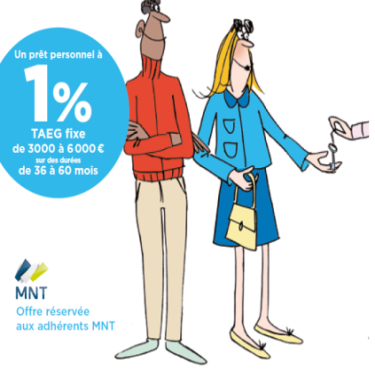 Un prêt personnel à
1%
TAEG fixe
de 3000 à 6000 €
sur des durées
de 36 à 60 mois
MNT
Offre réservée
aux adhérents MNT